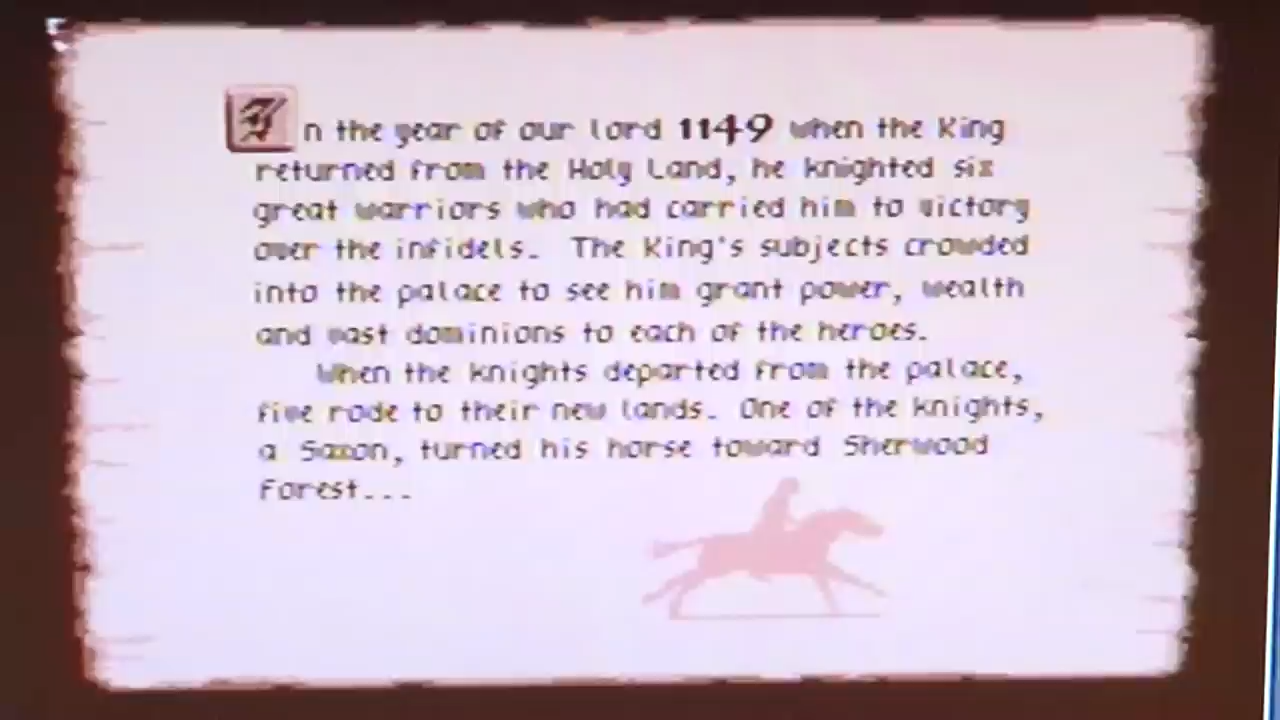 In the year of our lord 1149 when the King
returned from the Holy Land, he knighted six
great warriors who had carried him to victory
over the infidels. The King's subjects crowded
into the palace to see him grant power, wealth
and vast dominions to each of the heroes.
When the knights departed from the palace,
five rode to their new lands. One of the knights,
a Saxon, turned his horse toward Sherwood
Forest...